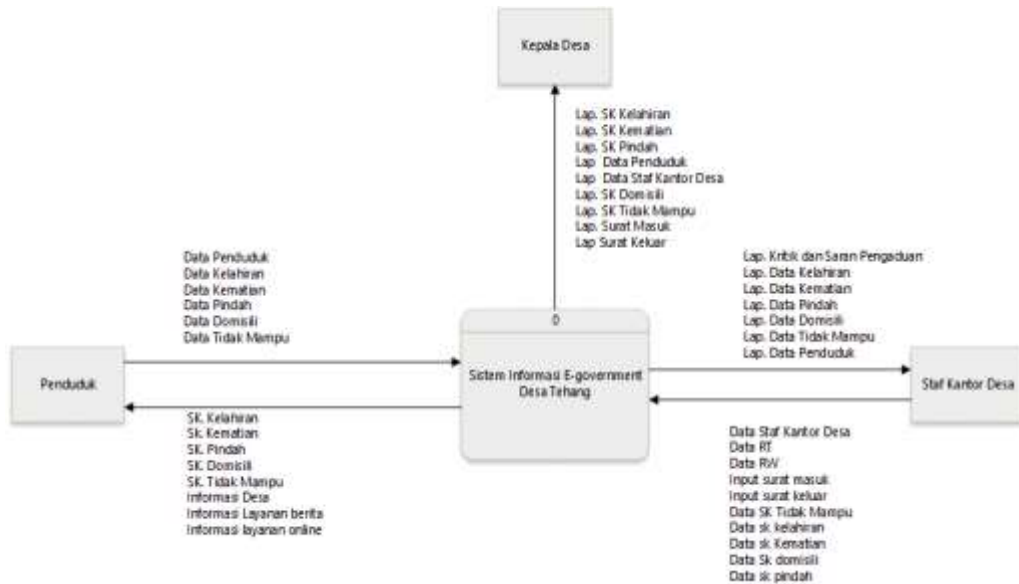 Kepala Desa
Lap. SK Kelahiran
Lap. SK Kematian
Lap. SK Pindah
Lap Data Penduduk
Lap Data Staf Kantor Desa
Lap. SK Domisili
Lap. SK Tidak Mampu
Lap. Surat Masuk
Lap Surat Keluar
Data Penduduk
Data Kelahiran
Data Kematian
Data Pindah
Data Domisili
Data Tidak Mampu
Lap. Kritik dan Saran Pengaduan
Lap. Data Kelahiran
Lap. Data Kematian
Lap. Data Pindah
Lap. Data Domisili
Lap. Data Tidak Mampu
Lap. Data Penduduk
0
Sistem Informasi E-government
Desa Tehang
Penduduk
Staf Kantor Desa
SK. Kelahiran
Sk. Kematian
SK. Pindah
SK. Domisili
SK. Tidak Mampu
Informasi Desa
Informasi Layanan berita
Informasi layanan online
Data Staf Kantor Desa
Data RT
Data RW
Input surat masuk
Input surat keluar
Data SK Tidak Mampu
Data sk kelahiran
Data sk Kematian
Data Sk domisili
Data sk pindah